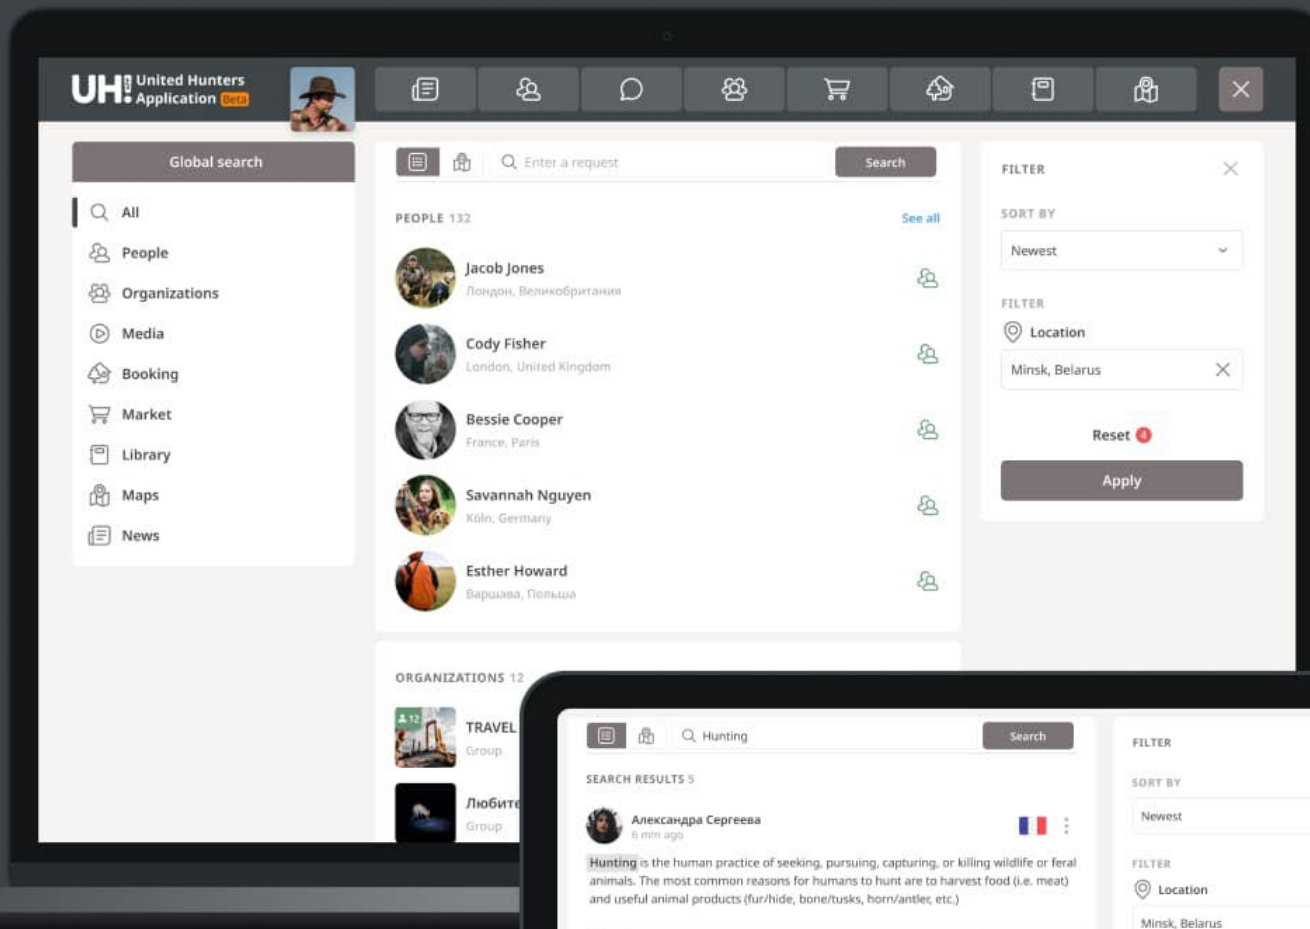 UH! United Hunters
Application Beta
Global search
All
People
Organizations
Media
Booking
Market
Library
Maps
News
Enter a request
Search
PEOPLE 132
See all
Jacob Jones
Лондон, Великобритания
Cody Fisher
London, United Kingdom
Bessie Cooper
France, Paris
Savannah Nguyen
Köln, Germany
Esther Howard
Варшава, Польша
ORGANIZATIONS 12
12
TRAVEL
Group
Любите
Group
FILTER
SORT BY
Newest
FILTER
Location
Minsk, Belarus
Reset 4
Apply
Hunting
Search
SEARCH RESULTS 5
Александра Сергеева
6 min ago
Hunting is the human practice of seeking, pursuing, capturing, or killing wildlife or feral
animals. The most common reasons for humans to hunt are to harvest food (i.e. meat)
and useful animal products (fur/hide, bone/tusks, horn/antler, etc.)
FILTER
SORT BY
Newest
FILTER
Location
Minsk, Belarus